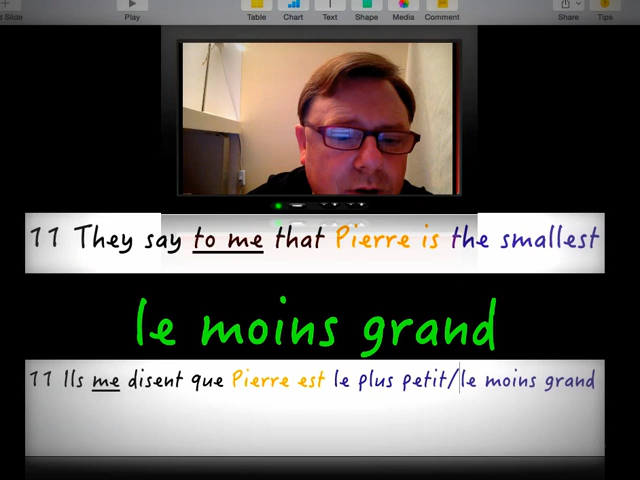 d Slide Play Table Chart Text Shape Media Comment Share Tips
11 They say to me that Pierre is the smallest
le moins grand
11 Ils me disent que Pierre est le plus petit/le moins grand